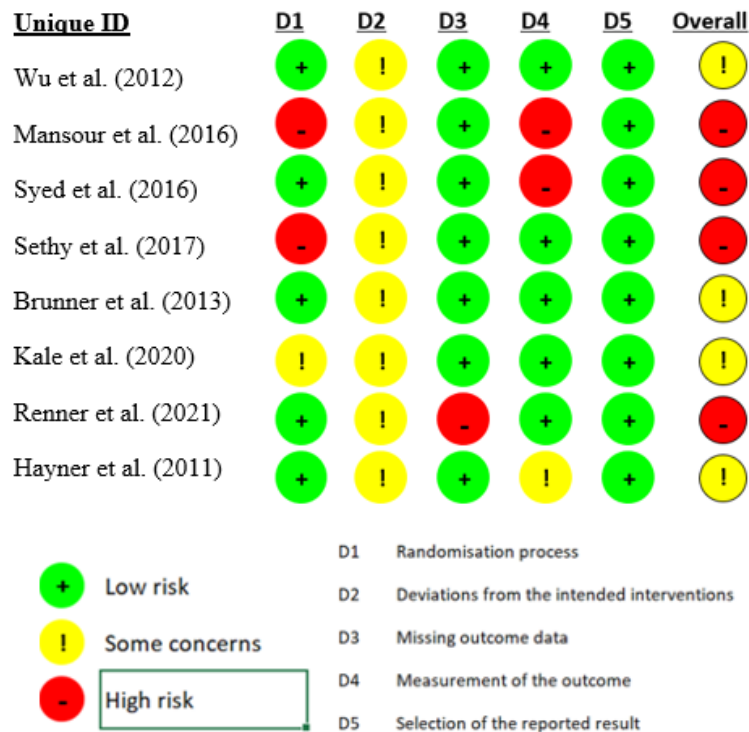 Unique ID D1 D2 D3 D4 D5 Overall
Wu et al. (2012) + ! + + + !
Mansour et al. (2016) - ! + - + -
Syed et al. (2016) + ! + - + -
Sethy et al. (2017) - ! + + + -
Brunner et al. (2013) + ! + + + !
Kale et al. (2020) ! ! + + + !
Renner et al. (2021) + ! - + + -
Hayner et al. (2011) + ! + ! + !
+ Low risk
! Some concerns
- High risk
D1 Randomisation process
D2 Deviations from the intended interventions
D3 Missing outcome data
D4 Measurement of the outcome
D5 Selection of the reported result